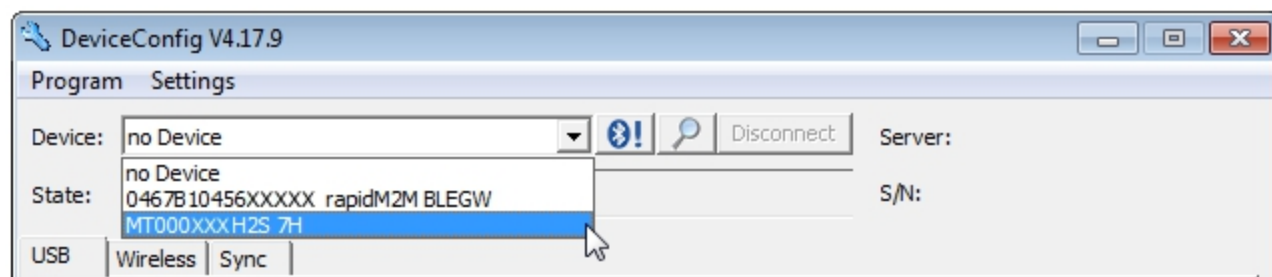 DeviceConfig V4.17.9
Program Settings
Device: no Device Disconnect Server:
no Device
State: 0467B10456XXXXX rapidM2M BLEGW S/N:
MT000XXX H2S 7H
USB Wireless Sync